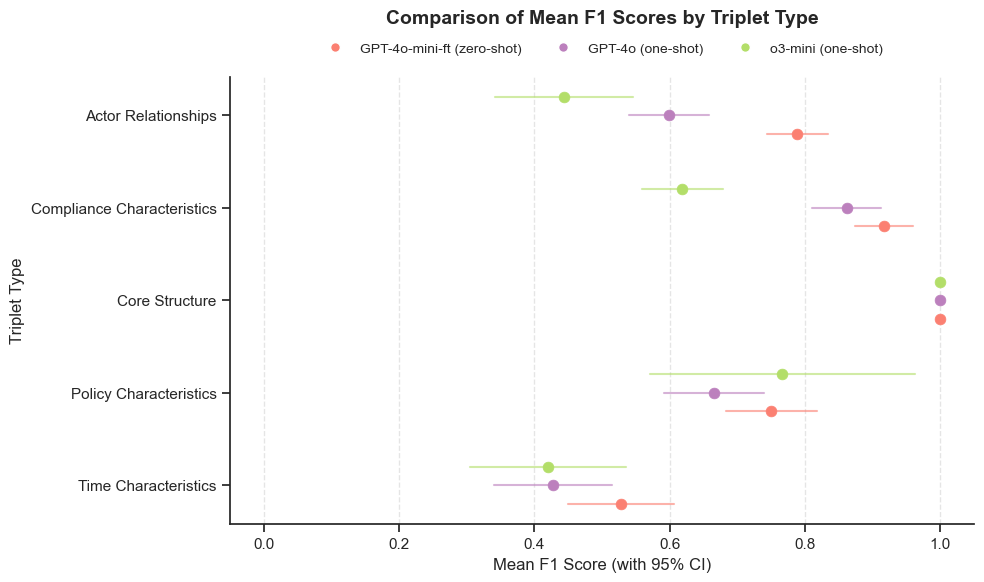 Comparison of Mean F1 Scores by Triplet Type
GPT-4o-mini-ft (zero-shot) GPT-4o (one-shot) o3-mini (one-shot)
Triplet Type
Actor Relationships
Compliance Characteristics
Core Structure
Policy Characteristics
Time Characteristics
0.0 0.2 0.4 0.6 0.8 1.0
Mean F1 Score (with 95% CI)